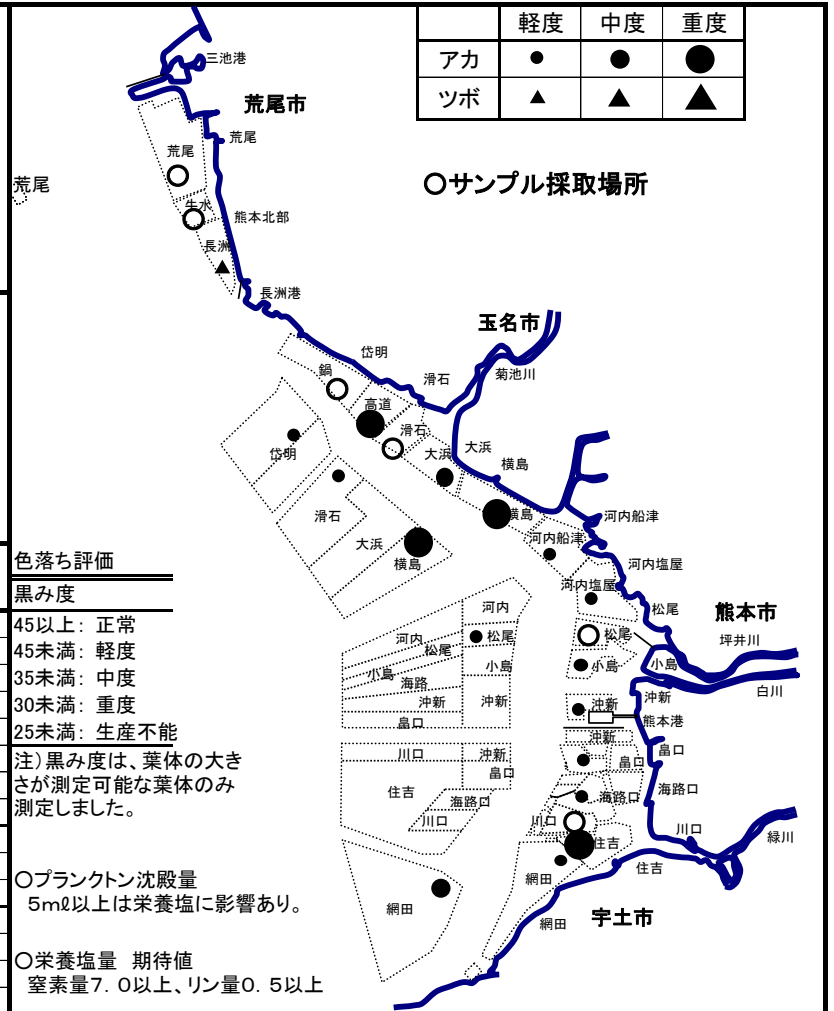 軽度 中度 重度
アカ
ツボ
三池港
荒尾市
荒尾
荒尾
荒尾
○サンプル採取場所
牛水
熊本北部
長洲
長洲港
玉名市
岱明
鍋
滑石
菊池川
高道
滑石
岱明
大浜
大浜
横島
滑石
横島
河内船津
大浜
河内船津
横島
河内塩屋
河内塩屋
色落ち評価
黒み度
45以上: 正常
45未満: 軽度
35未満: 中度
30未満: 重度
25未満: 生産不能
注)黒み度は、葉体の大き
さが測定可能な葉体のみ
測定しました。
河内
松尾
熊本市
河内
松尾
松尾
松尾
坪井川
小島
小島
小島
小島
白川
海路
沖新
沖新
沖新
沖新
畠口
熊本港
沖新
川口
沖新
畠口
畠口
畠口
住吉
海路口
海路口
海路口
川口
川口
川口
緑川
住吉
住吉
○プランクトン沈殿量
5mℓ以上は栄養塩に影響あり。
網田
網田
網田
宇土市
○栄養塩量 期待値
窒素量7.0以上、リン量0.5以上